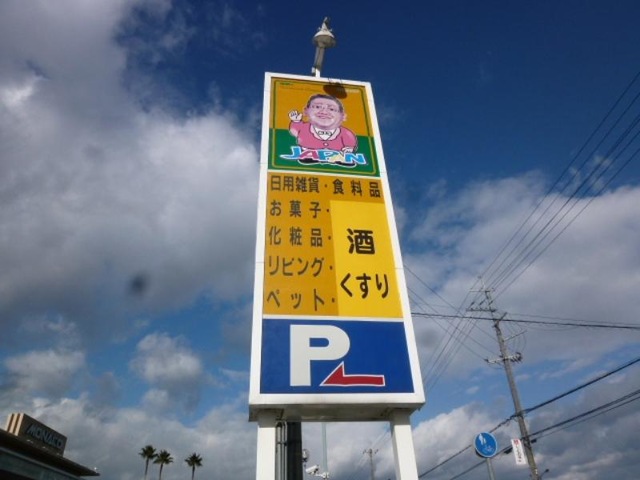 JAPAN
日用雑貨・食料品
お菓子・
化粧品・
リビング・
ペット・
酒
くすり
P
MONACO